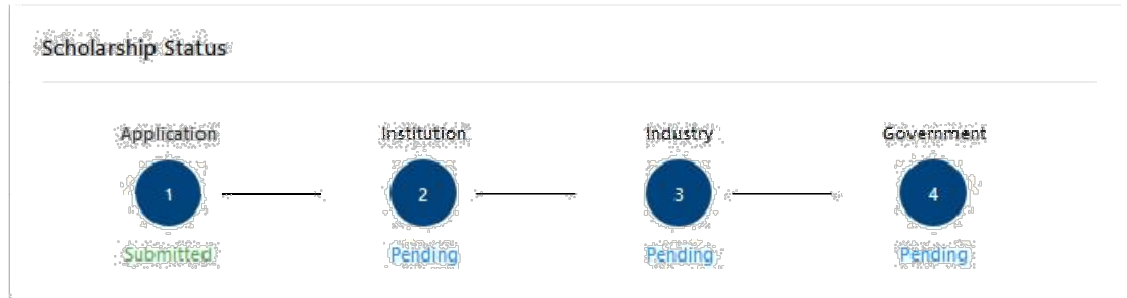 Scholarship Status
Application Institution Industry Government
1 2 3 4
Submitted Pending Pending Pending